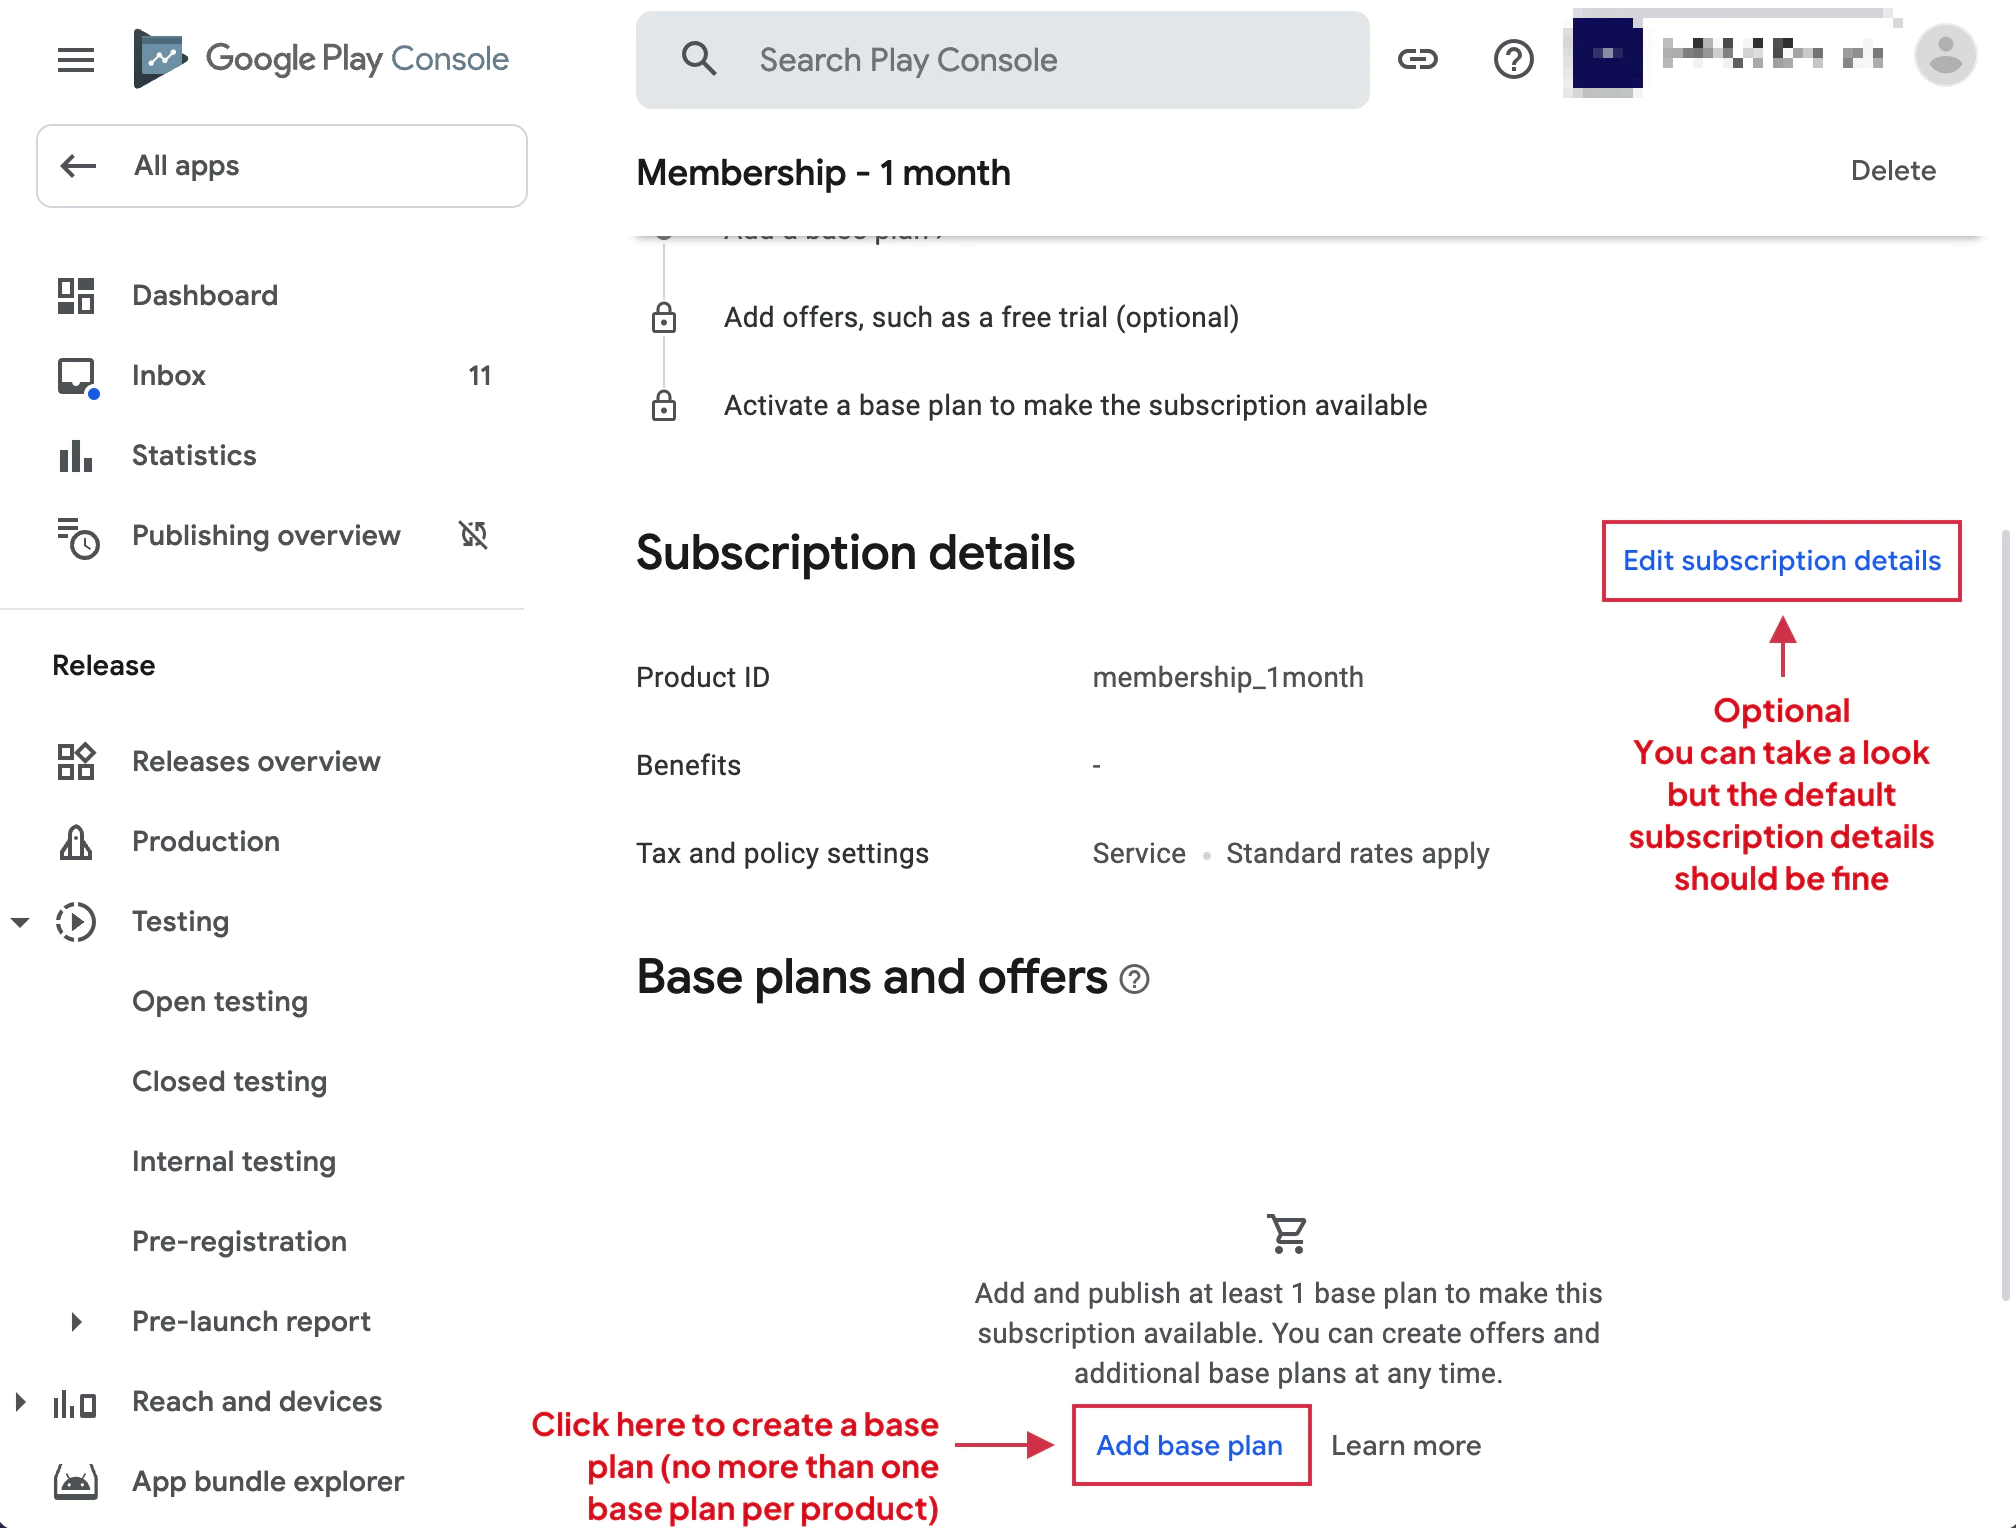 Google Play Console
Search Play Console
All apps
Membership - 1 month
Delete
Dashboard
Inbox 11
Statistics
Publishing overview
Release
Releases overview
Production
Testing
Open testing
Closed testing
Internal testing
Pre-registration
Pre-launch report
Reach and devices
App bundle explorer
Add a base plan
Add offers, such as a free trial (optional)
Activate a base plan to make the subscription available
Subscription details
Edit subscription details
Product ID membership_1month
Benefits -
Tax and policy settings Service • Standard rates apply
Optional
You can take a look
but the default
subscription details
should be fine
Base plans and offers
Add and publish at least 1 base plan to make this
subscription available. You can create offers and
additional base plans at any time.
Click here to create a base
plan (no more than one
base plan per product)
Add base plan Learn more